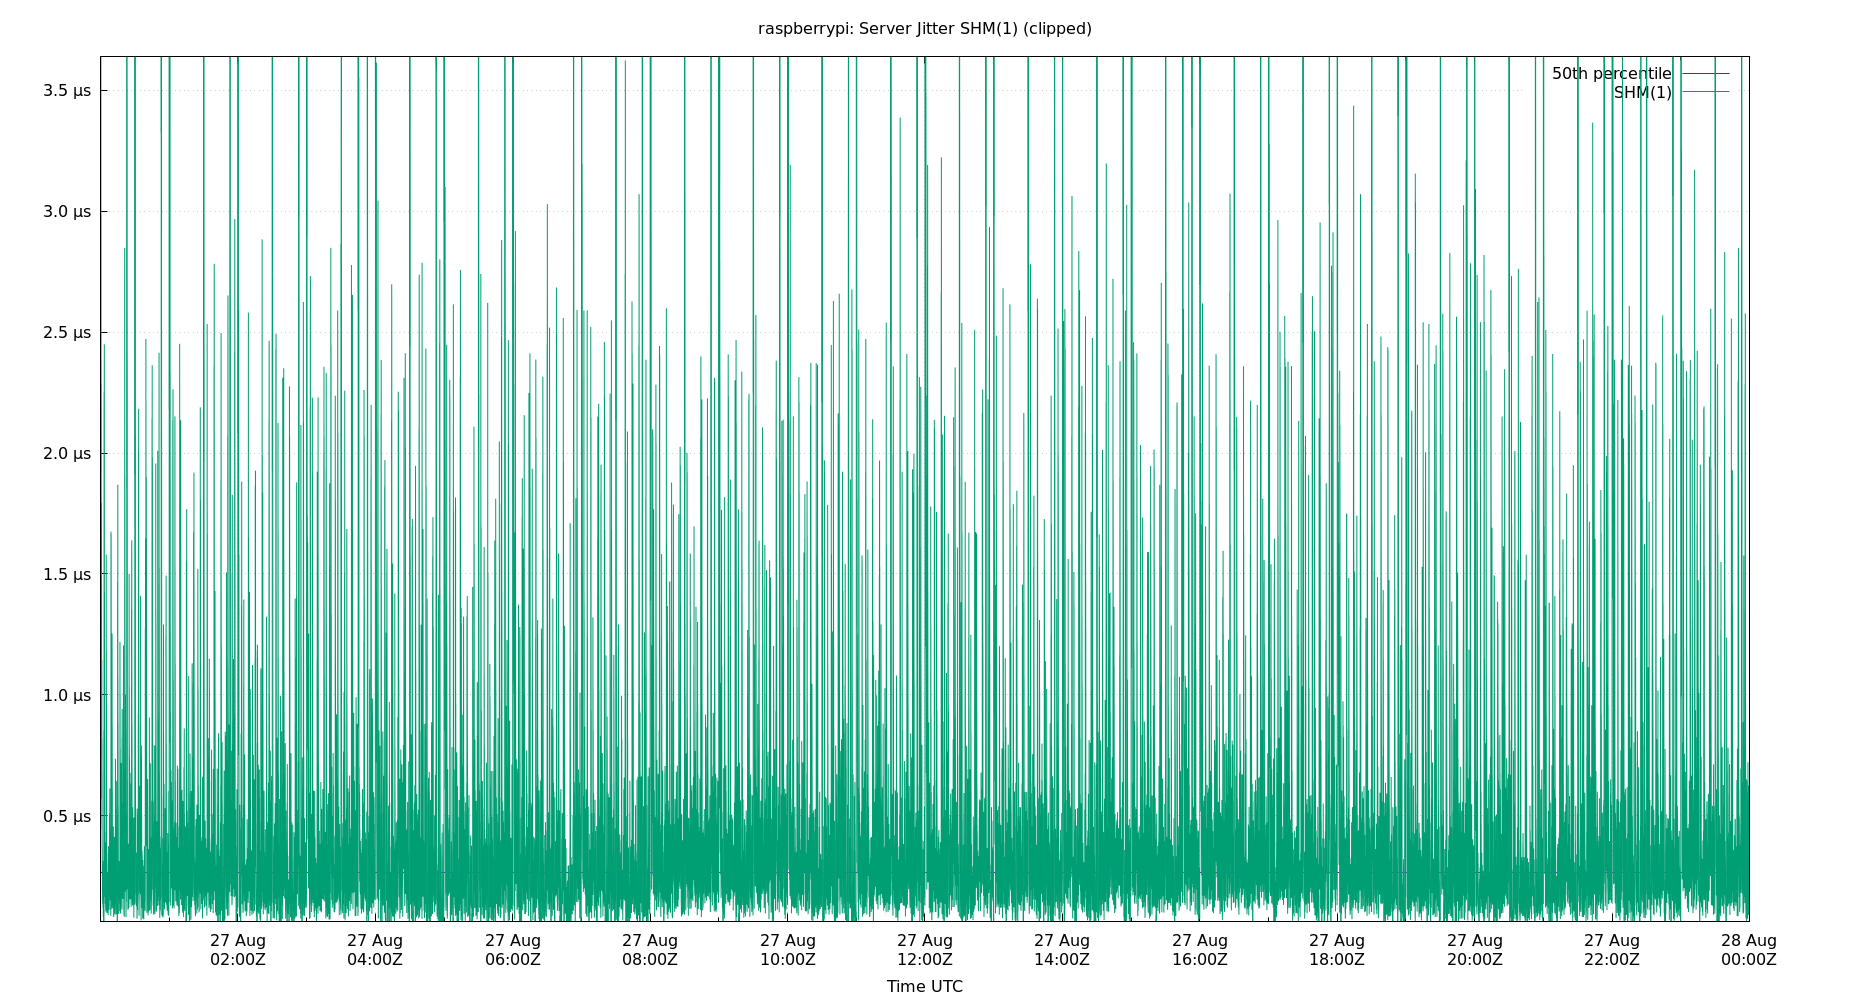 raspberrypi: Server Jitter SHM(1) (clipped)
50th percentile
SHM(1)
3.5 µs
3.0 µs
2.5 µs
2.0 µs
1.5 µs
1.0 µs
0.5 µs
27 Aug 27 Aug 27 Aug 27 Aug 27 Aug 27 Aug 27 Aug 27 Aug 27 Aug 27 Aug 27 Aug 28 Aug
02:00Z 04:00Z 06:00Z 08:00Z 10:00Z 12:00Z 14:00Z 16:00Z 18:00Z 20:00Z 22:00Z 00:00Z
Time UTC